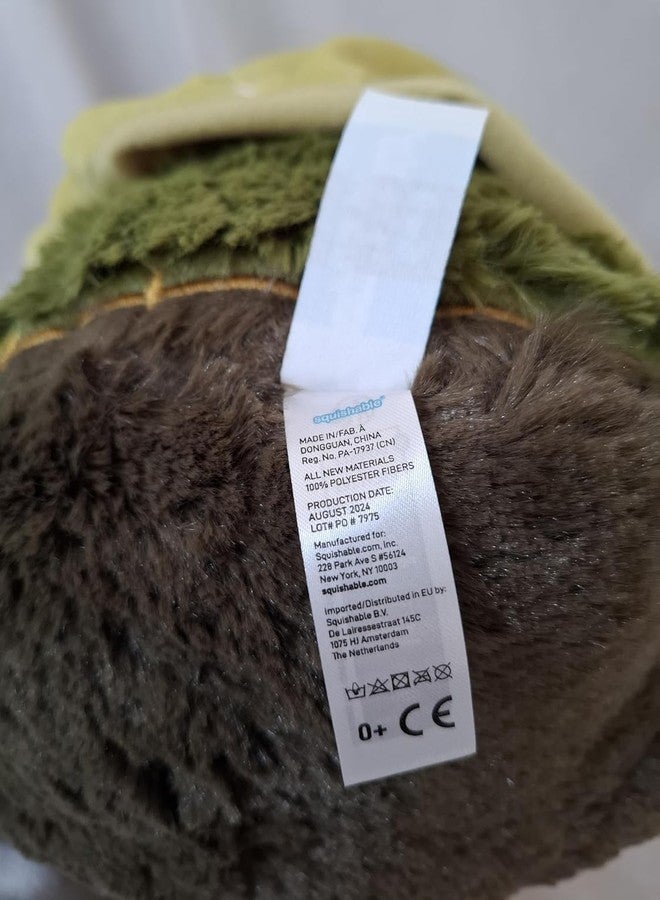 squishable®
MADE IN/FAB. À
DONGGUAN, CHINA
Reg. No. PA-17937 (CN)
ALL NEW MATERIALS
100% POLYESTER FIBERS
PRODUCTION DATE:
AUGUST 2024
LOT# PO # 7975
Manufactured for:
Squishable.com, Inc.
228 Park Ave S #56124
New York, NY 10003
squishable.com
Imported/Distributed in EU by:
Squishable B.V.
De Lairessestraat 145C
1075 HJ Amsterdam
The Netherlands
0+ CE